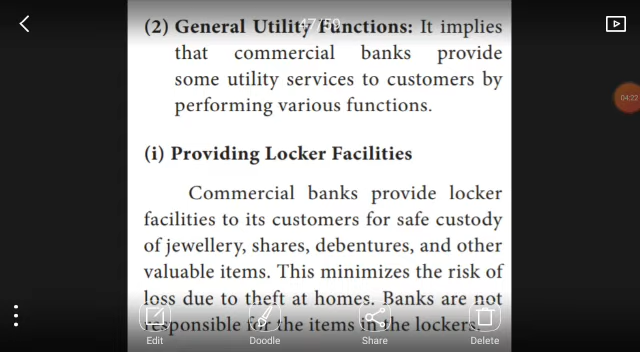 47/50
(2) General Utility Functions: It implies
that commercial banks provide
some utility services to customers by
performing various functions.
(i) Providing Locker Facilities
Commercial banks provide locker
facilities to its customers for safe custody
of jewellery, shares, debentures, and other
valuable items. This minimizes the risk of
loss due to theft at homes. Banks are not
responsible for the items in the lockers.
Edit
Doodle
Share
Delete
04:22